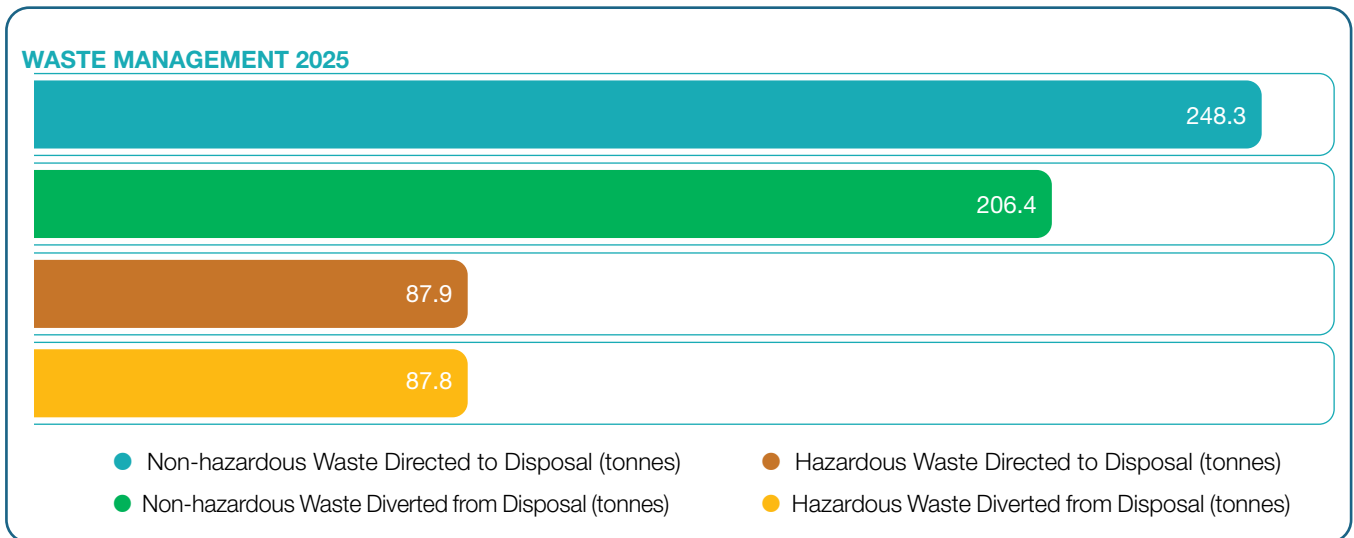 WASTE MANAGEMENT 2025
248.3
206.4
87.9
87.8
Non-hazardous Waste Directed to Disposal (tonnes)
Hazardous Waste Directed to Disposal (tonnes)
Non-hazardous Waste Diverted from Disposal (tonnes)
Hazardous Waste Diverted from Disposal (tonnes)